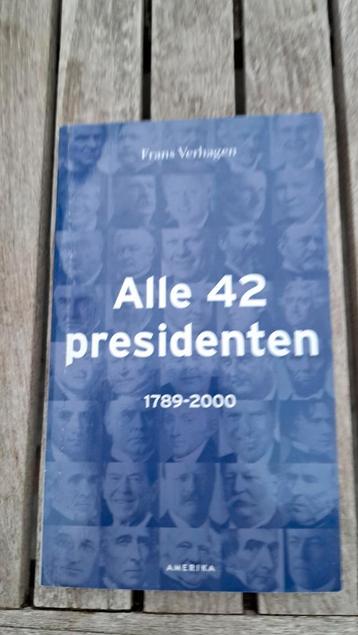 Frans Verhagen
Alle 42
presidenten
1789-2000
AMERIKA